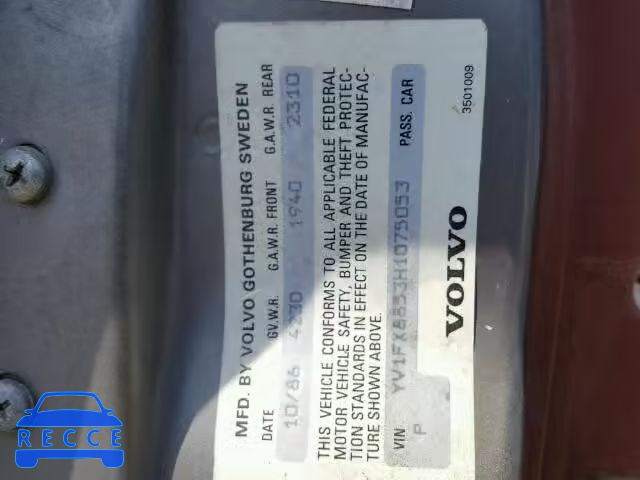 MFD. BY VOLVO GOTHENBURG SWEDEN
DATE GV.W.R. G.A.W.R. FRONT G.A.W.R REAR
10/86 4230 1940 2310
THIS VEHICLE CONFORMS TO ALL APPLICABLE FEDERAL
MOTOR VEHICLE SAFETY, BUMPER AND THEFT PROTEC-
TION STANDARDS IN EFFECT ON THE DATE OF MANUFAC-
TURE SHOWN ABOVE.
VIN YV1FX8853H1075053 PASS. CAR
P
VOLVO
3501009
RECCE